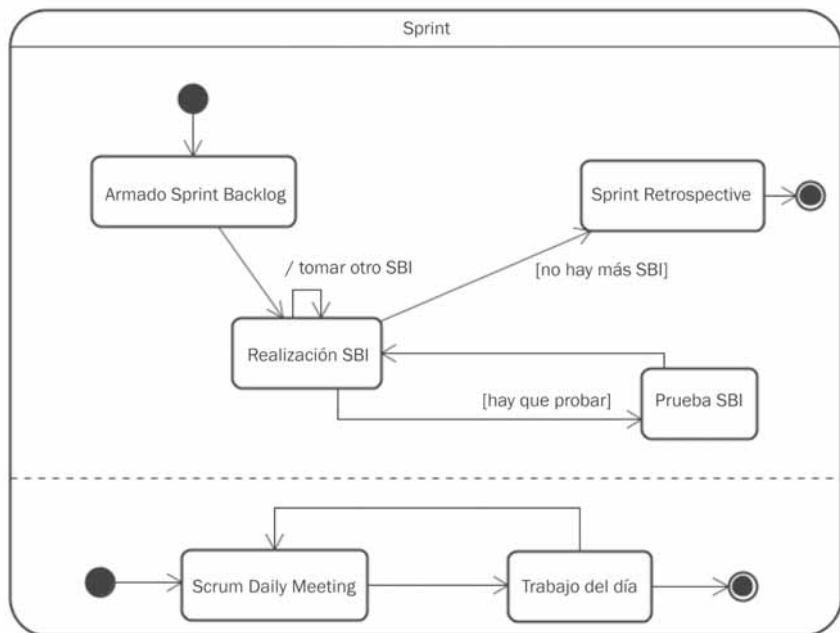 Sprint
Armado Sprint Backlog
Sprint Retrospective
/ tomar otro SBI
[no hay más SBI]
Realización SBI
[hay que probar]
Prueba SBI
Scrum Daily Meeting
Trabajo del día